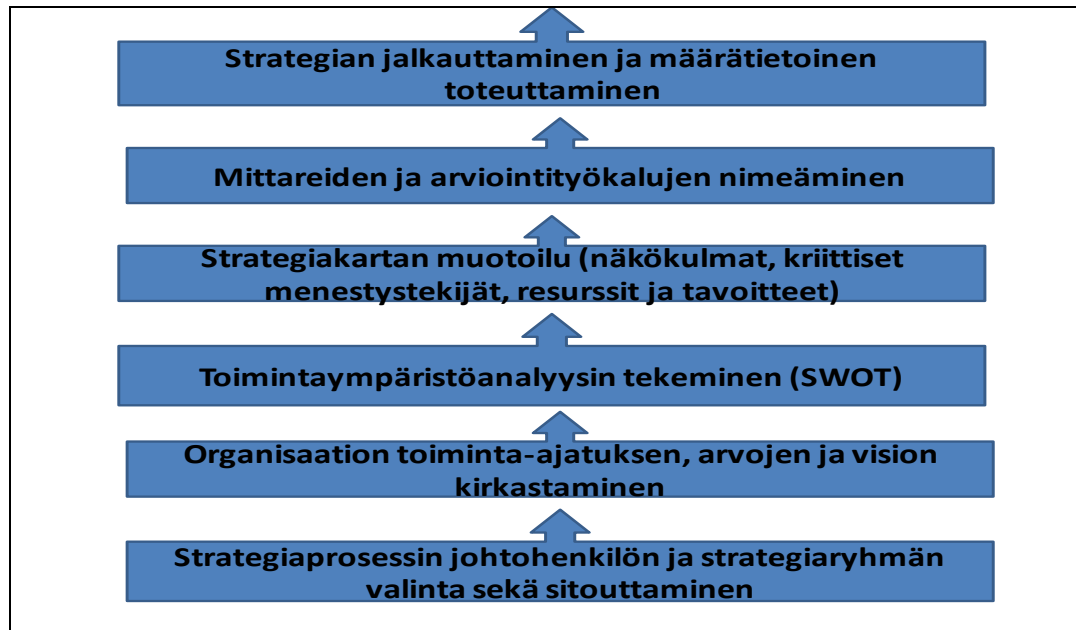 Strategian jalkauttaminen ja määrätietoinen
toteuttaminen
Mittareiden ja arviointityökalujen nimeäminen
Strategiakartan muotoilu (näkökulmat, kriittiset
menestystekijät, resurssit ja tavoitteet)
Toimintaympäristöanalyysin tekeminen (SWOT)
Organisaation toiminta-ajatuksen, arvojen ja vision
kirkastaminen
Strategiaprosessin johtohenkilön ja strategiaryhmän
valinta sekä sitouttaminen